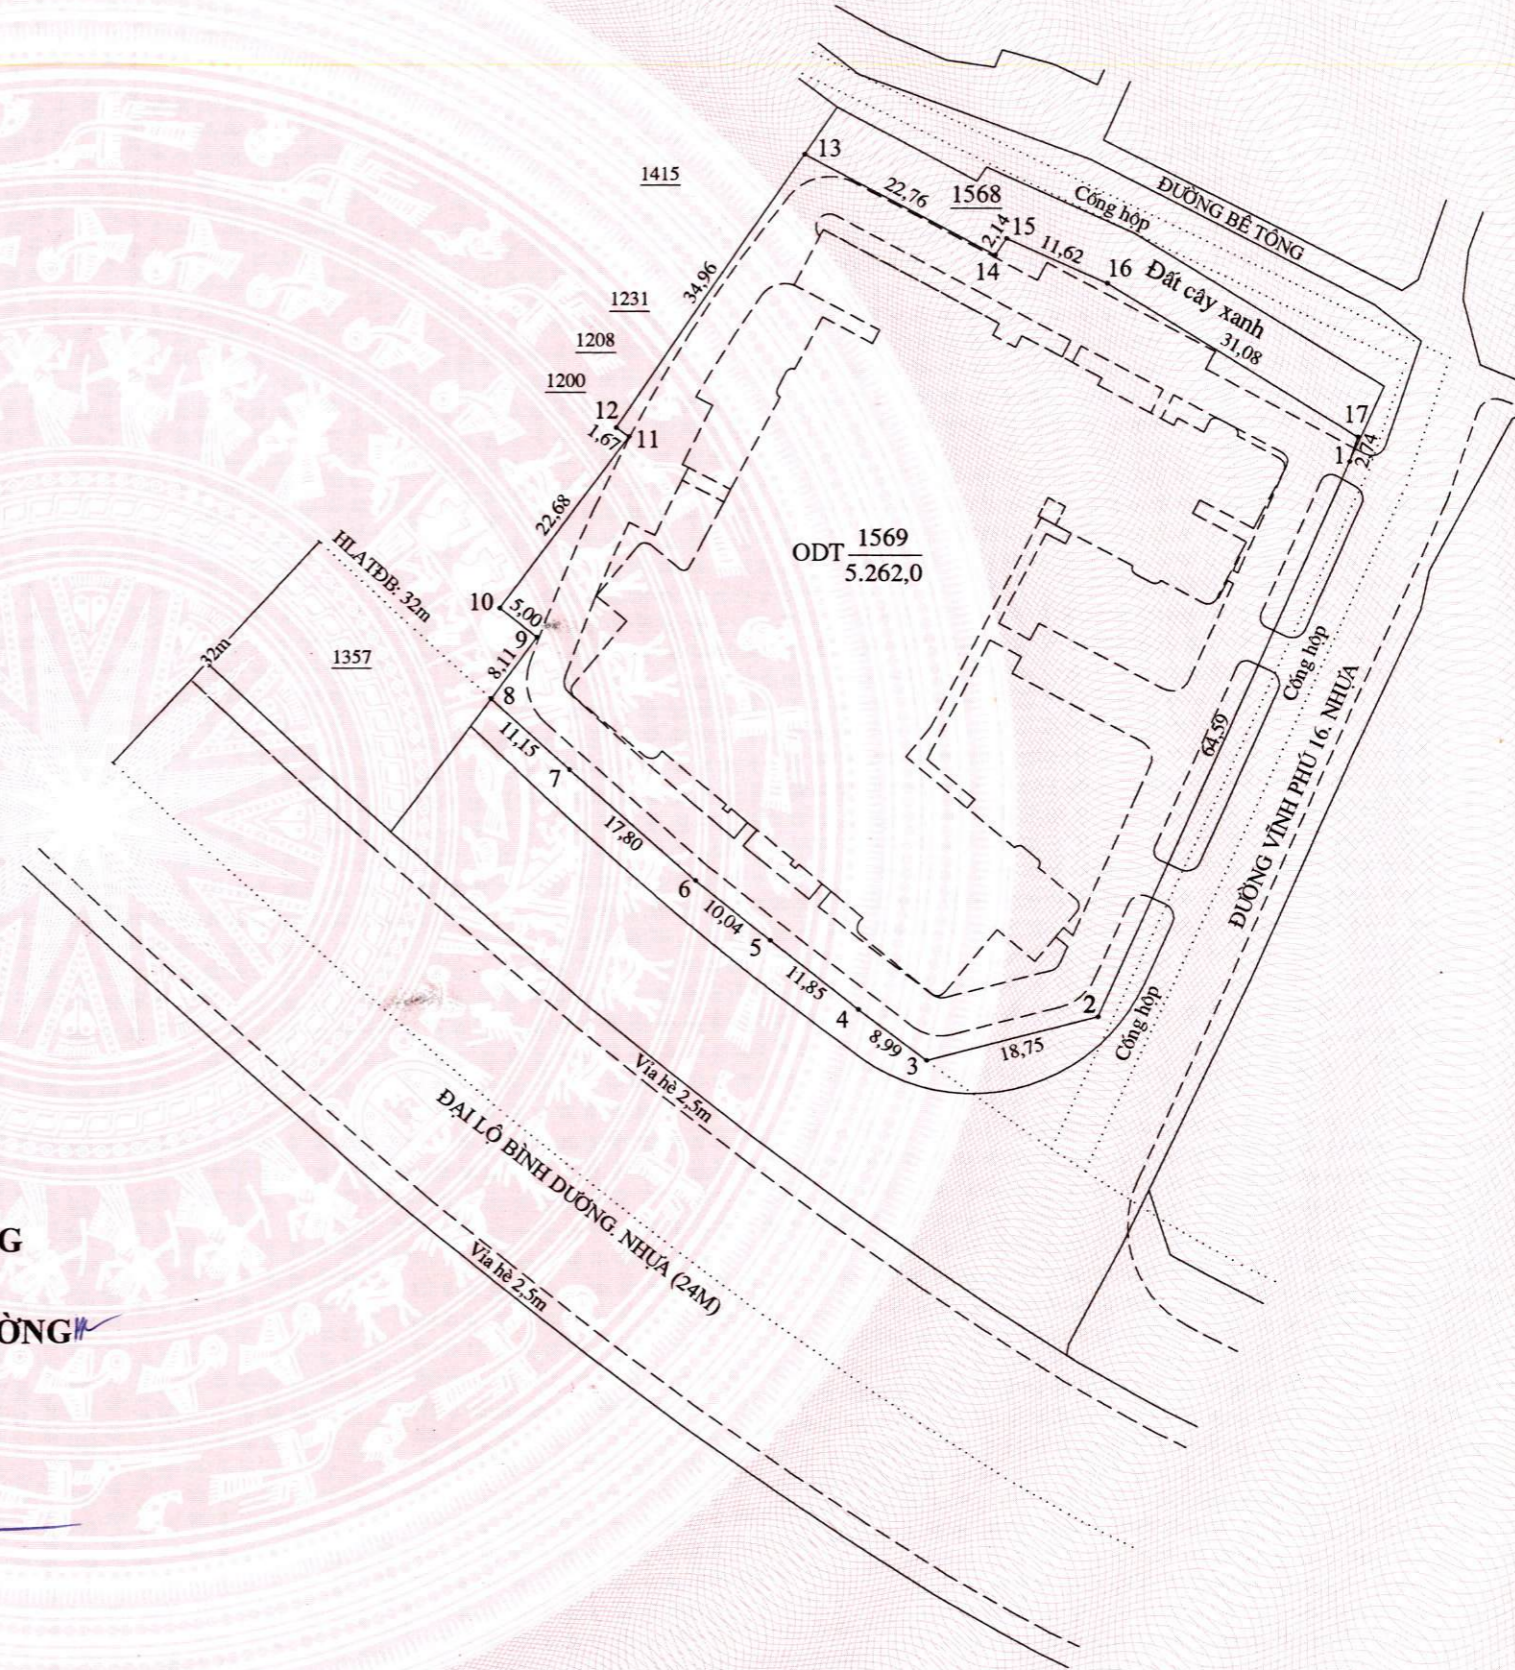 1415
13
22,76
1568
Cống hộp
ĐƯỜNG BÊ TÔNG
2,14
15
11,62
14
16
Đất cây xanh
31,08
34,96
1231
1208
1200
12
1,67
11
17
1
2,74
22,68
ODT 1569
5.262,0
HLATĐB: 32m
10
5,00
9
8,11
8
32m
1357
Cống hộp
64,59
ĐƯỜNG VĨNH PHÚ 16. NHỰA
11,15
7
17,80
6
10,04
5
11,85
4
8,99
3
18,75
2
Cống hộp
Vỉa hè 2,5m
ĐẠI LỘ BÌNH DƯƠNG. NHỰA (24M)
Vỉa hè 2,5m
G
ỜNG